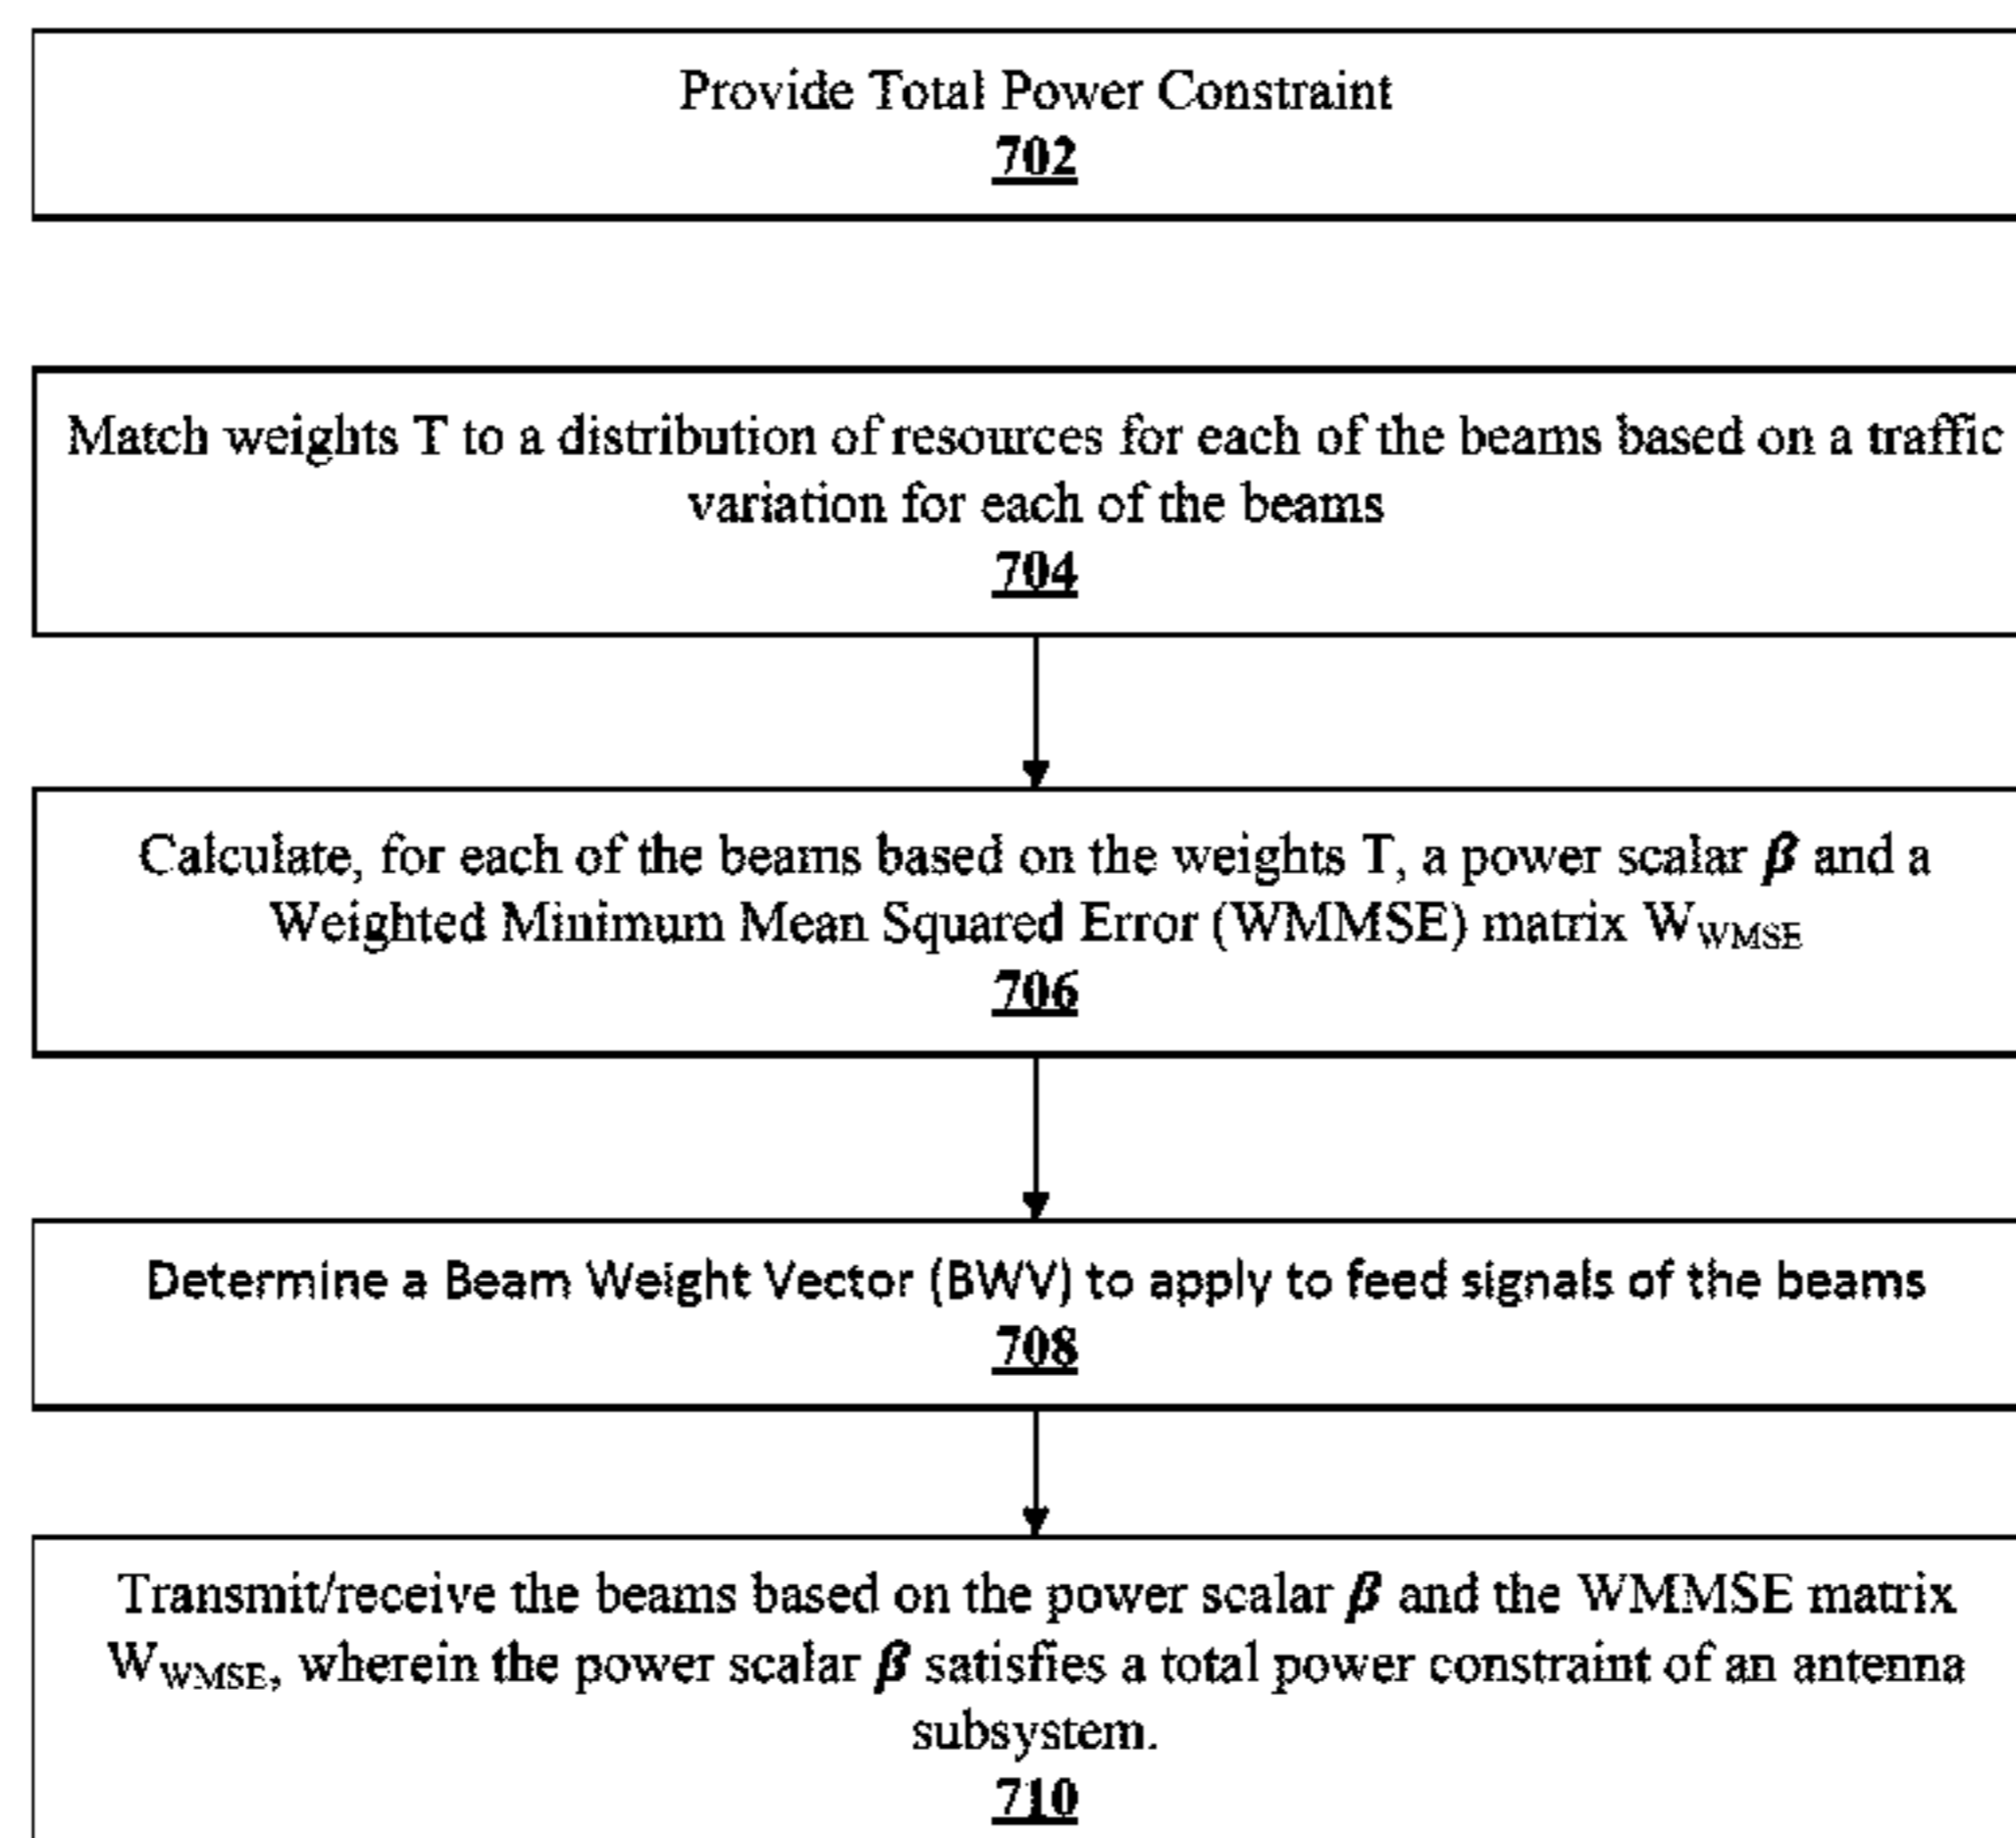 Provide Total Power Constraint
702
Match weights T to a distribution of resources for each of the beams based on a traffic
variation for each of the beams
704
Calculate, for each of the beams based on the weights T, a power scalar β and a
Weighted Minimum Mean Squared Error (WMMSE) matrix WWMSE
706
Determine a Beam Weight Vector (BWV) to apply to feed signals of the beams
708
Transmit/receive the beams based on the power scalar β and the WMMSE matrix
WWMSE, wherein the power scalar β satisfies a total power constraint of an antenna
subsystem.
710